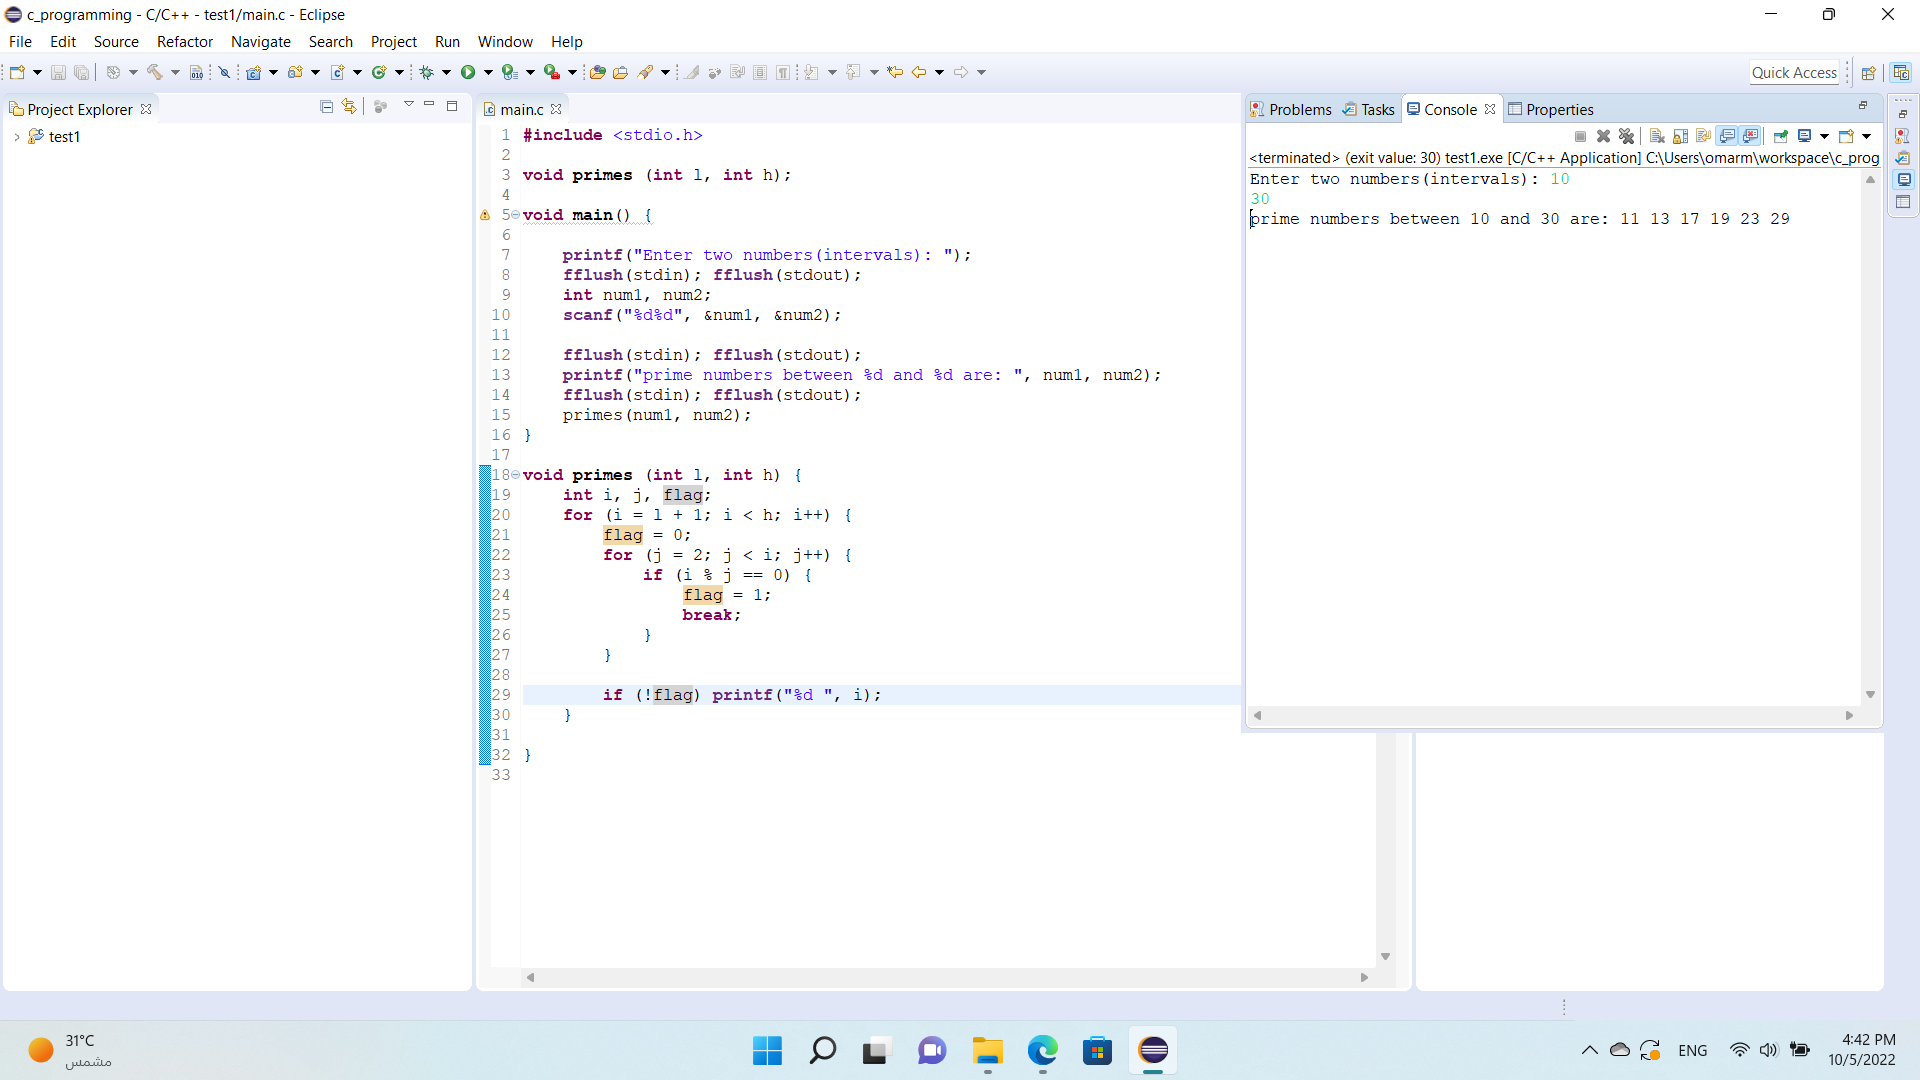 c_programming - C/C++ - test1/main.c - Eclipse
File Edit Source Refactor Navigate Search Project Run Window Help
Quick Access
Project Explorer
test1
main.c
1 #include <stdio.h>
2
3 void primes (int l, int h);
4
5 void main() {
6
7 printf("Enter two numbers(intervals): ");
8 fflush(stdin); fflush(stdout);
9 int num1, num2;
10 scanf("%d%d", &num1, &num2);
11
12 fflush(stdin); fflush(stdout);
13 printf("prime numbers between %d and %d are: ", num1, num2);
14 fflush(stdin); fflush(stdout);
15 primes(num1, num2);
16 }
17
18 void primes (int l, int h) {
19 int i, j, flag;
20 for (i = l + 1; i < h; i++) {
21 flag = 0;
22 for (j = 2; j < i; j++) {
23 if (i % j == 0) {
24 flag = 1;
25 break;
26 }
27 }
28
29 if (!flag) printf("%d ", i);
30 }
31
32 }
33
Problems Tasks Console Properties
<terminated> (exit value: 30) test1.exe [C/C++ Application] C:\Users\omarm\workspace\c_prog
Enter two numbers(intervals): 10
30
prime numbers between 10 and 30 are: 11 13 17 19 23 29
31°C
مشمس
ENG
4:42 PM
10/5/2022